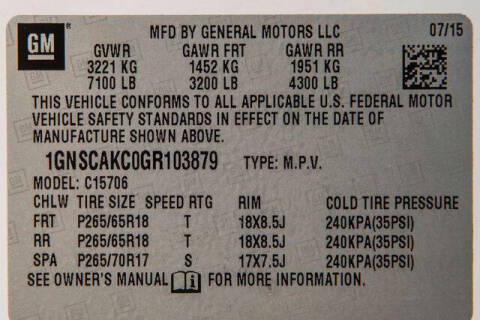 GM
MFD BY GENERAL MOTORS LLC 07/15
GVWR GAWR FRT GAWR RR
3221 KG 1452 KG 1951 KG
7100 LB 3200 LB 4300 LB
THIS VEHICLE CONFORMS TO ALL APPLICABLE U.S. FEDERAL MOTOR
VEHICLE SAFETY STANDARDS IN EFFECT ON THE DATE OF
MANUFACTURE SHOWN ABOVE.
1GNSCAKC0GR103879 TYPE: M.P.V.
MODEL: C15706
CHLW TIRE SIZE SPEED RTG RIM COLD TIRE PRESSURE
FRT P265/65R18 T 18X8.5J 240KPA(35PSI)
RR P265/65R18 T 18X8.5J 240KPA(35PSI)
SPA P265/70R17 S 17X7.5J 240KPA(35PSI)
SEE OWNER'S MANUAL FOR MORE INFORMATION.